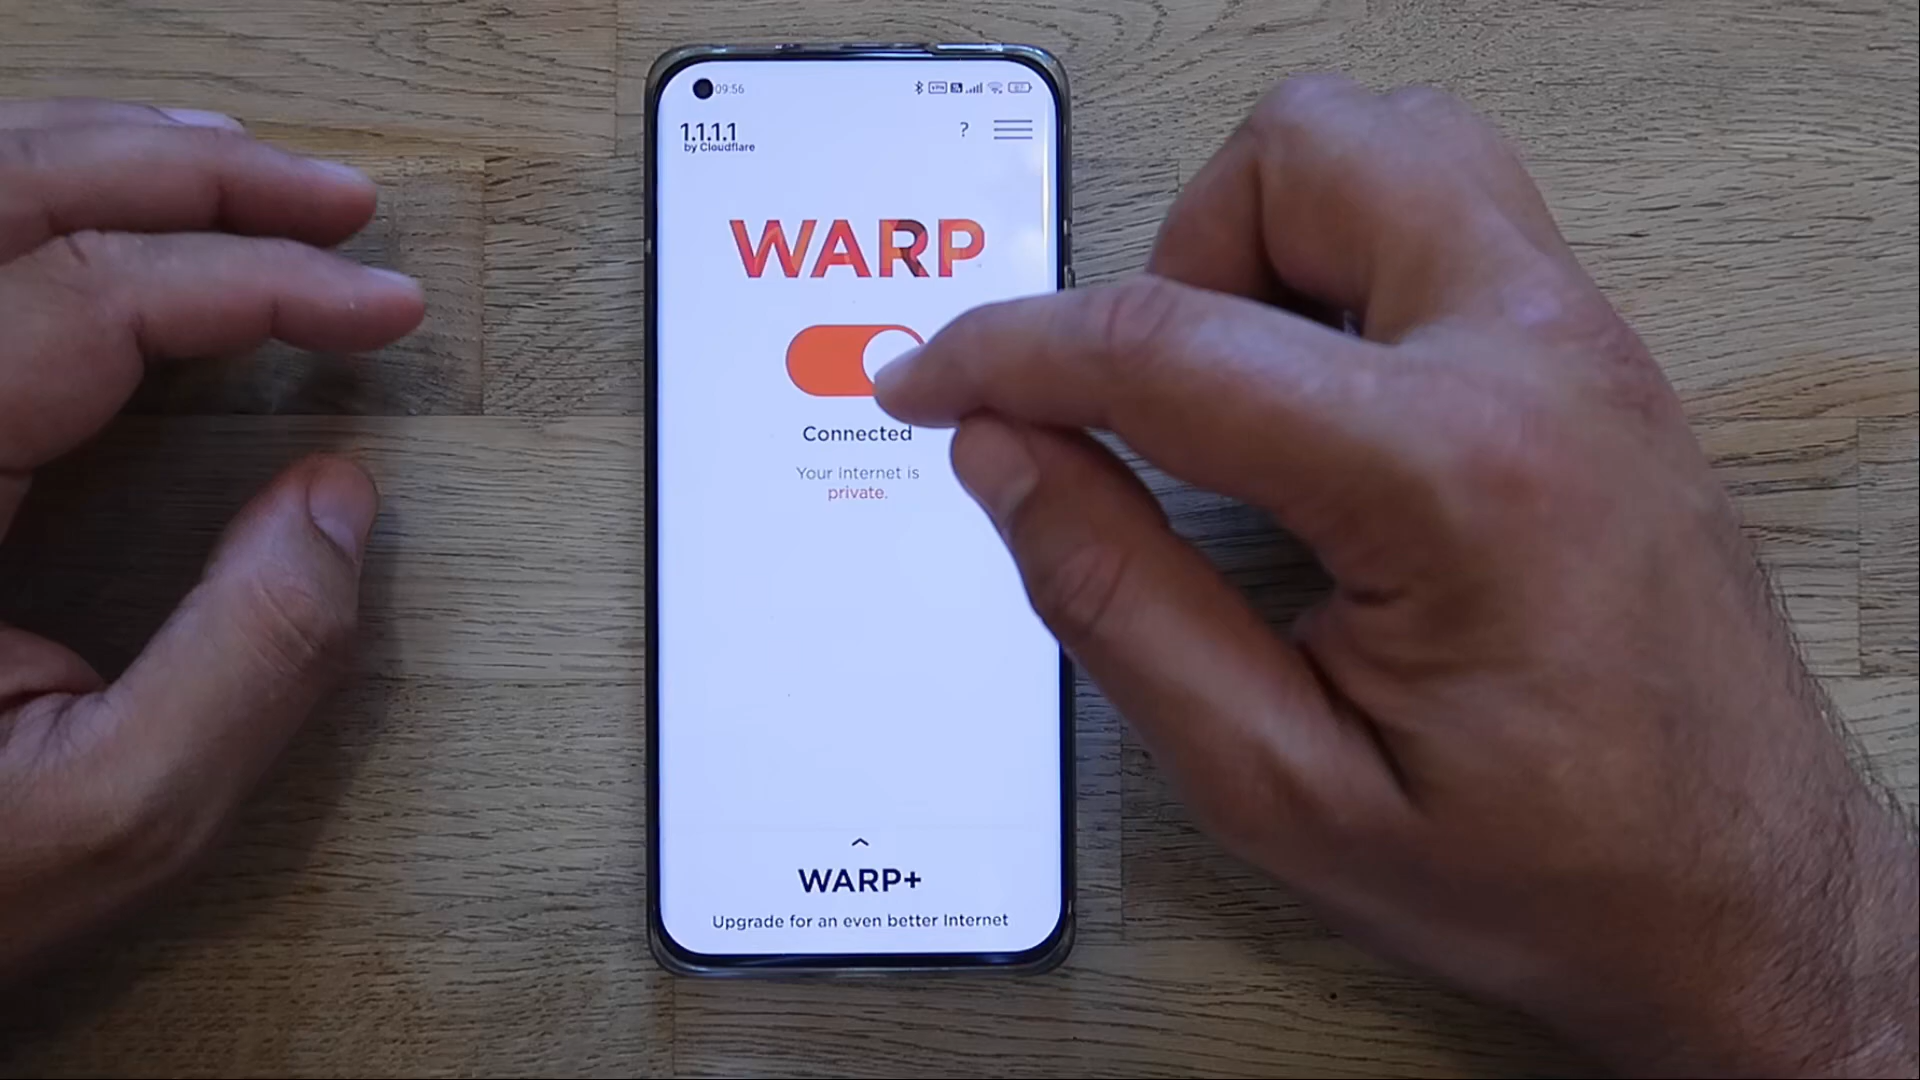 09:56
1.1.1.1
by Cloudflare
?
WARP
Connected
Your Internet is
private.
WARP+
Upgrade for an even better Internet